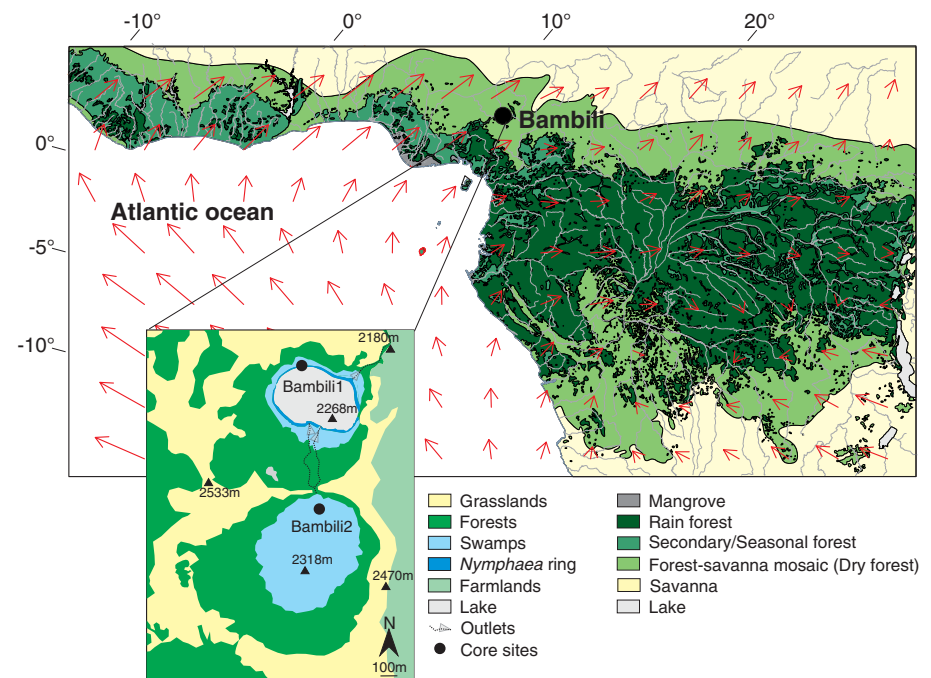 -10°
0°
10°
20°
Bambili
0°
Atlantic ocean
-5°
-10°
2180m
Bambili1
2268m
2533m
Bambili2
2318m
2470m
N
100m
Grasslands
Forests
Swamps
Nymphaea ring
Farmlands
Lake
Outlets
Core sites
Mangrove
Rain forest
Secondary/Seasonal forest
Forest-savanna mosaic (Dry forest)
Savanna
Lake